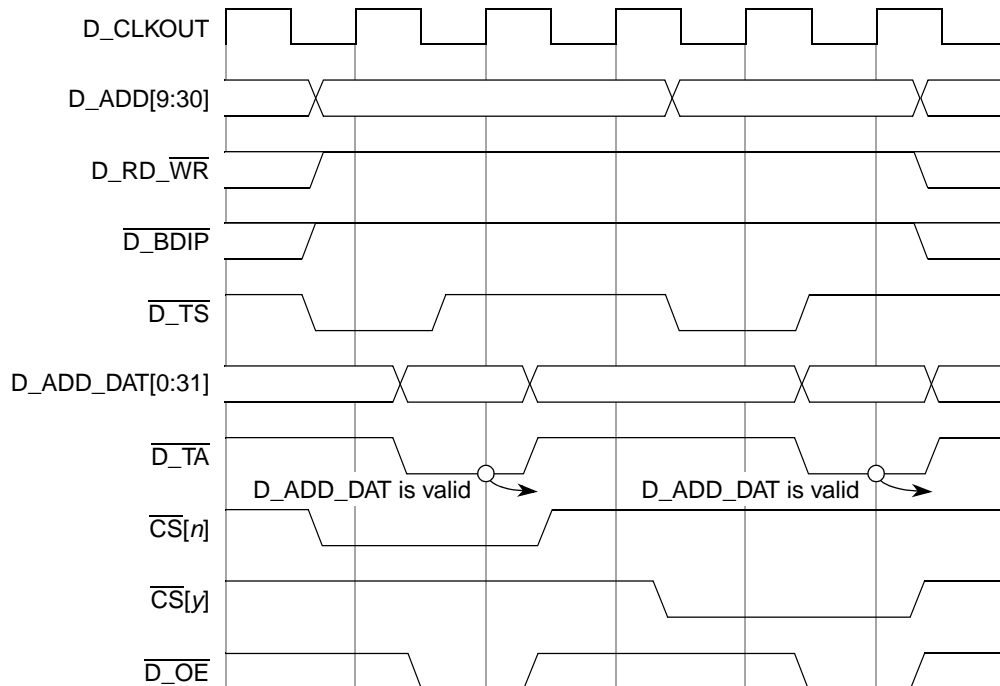 D_CLKOUT
D_ADD[9:30]
D_RD_WR
D_BDIP
D_TS
D_ADD_DAT[0:31]
D_TA
D_ADD_DAT is valid D_ADD_DAT is valid
CS[n]
CS[y]
D_OE